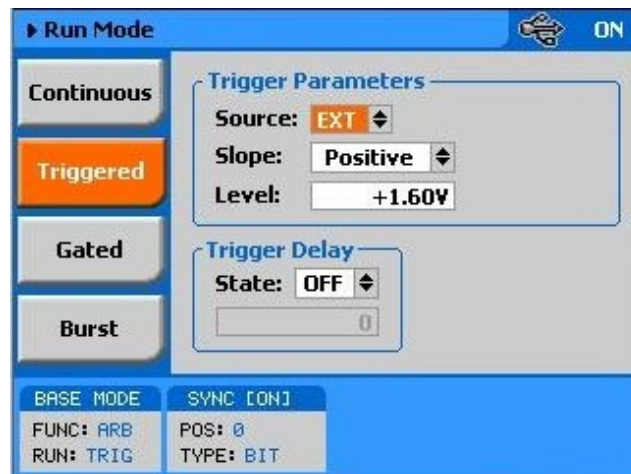 Run Mode
ON
Continuous
Triggered
Gated
Burst
Trigger Parameters
Source: EXT
Slope: Positive
Level: +1.60V
Trigger Delay
State: OFF
0
BASE MODE
FUNC: ARB
RUN: TRIG
SYNC [ON]
POS: 0
TYPE: BIT